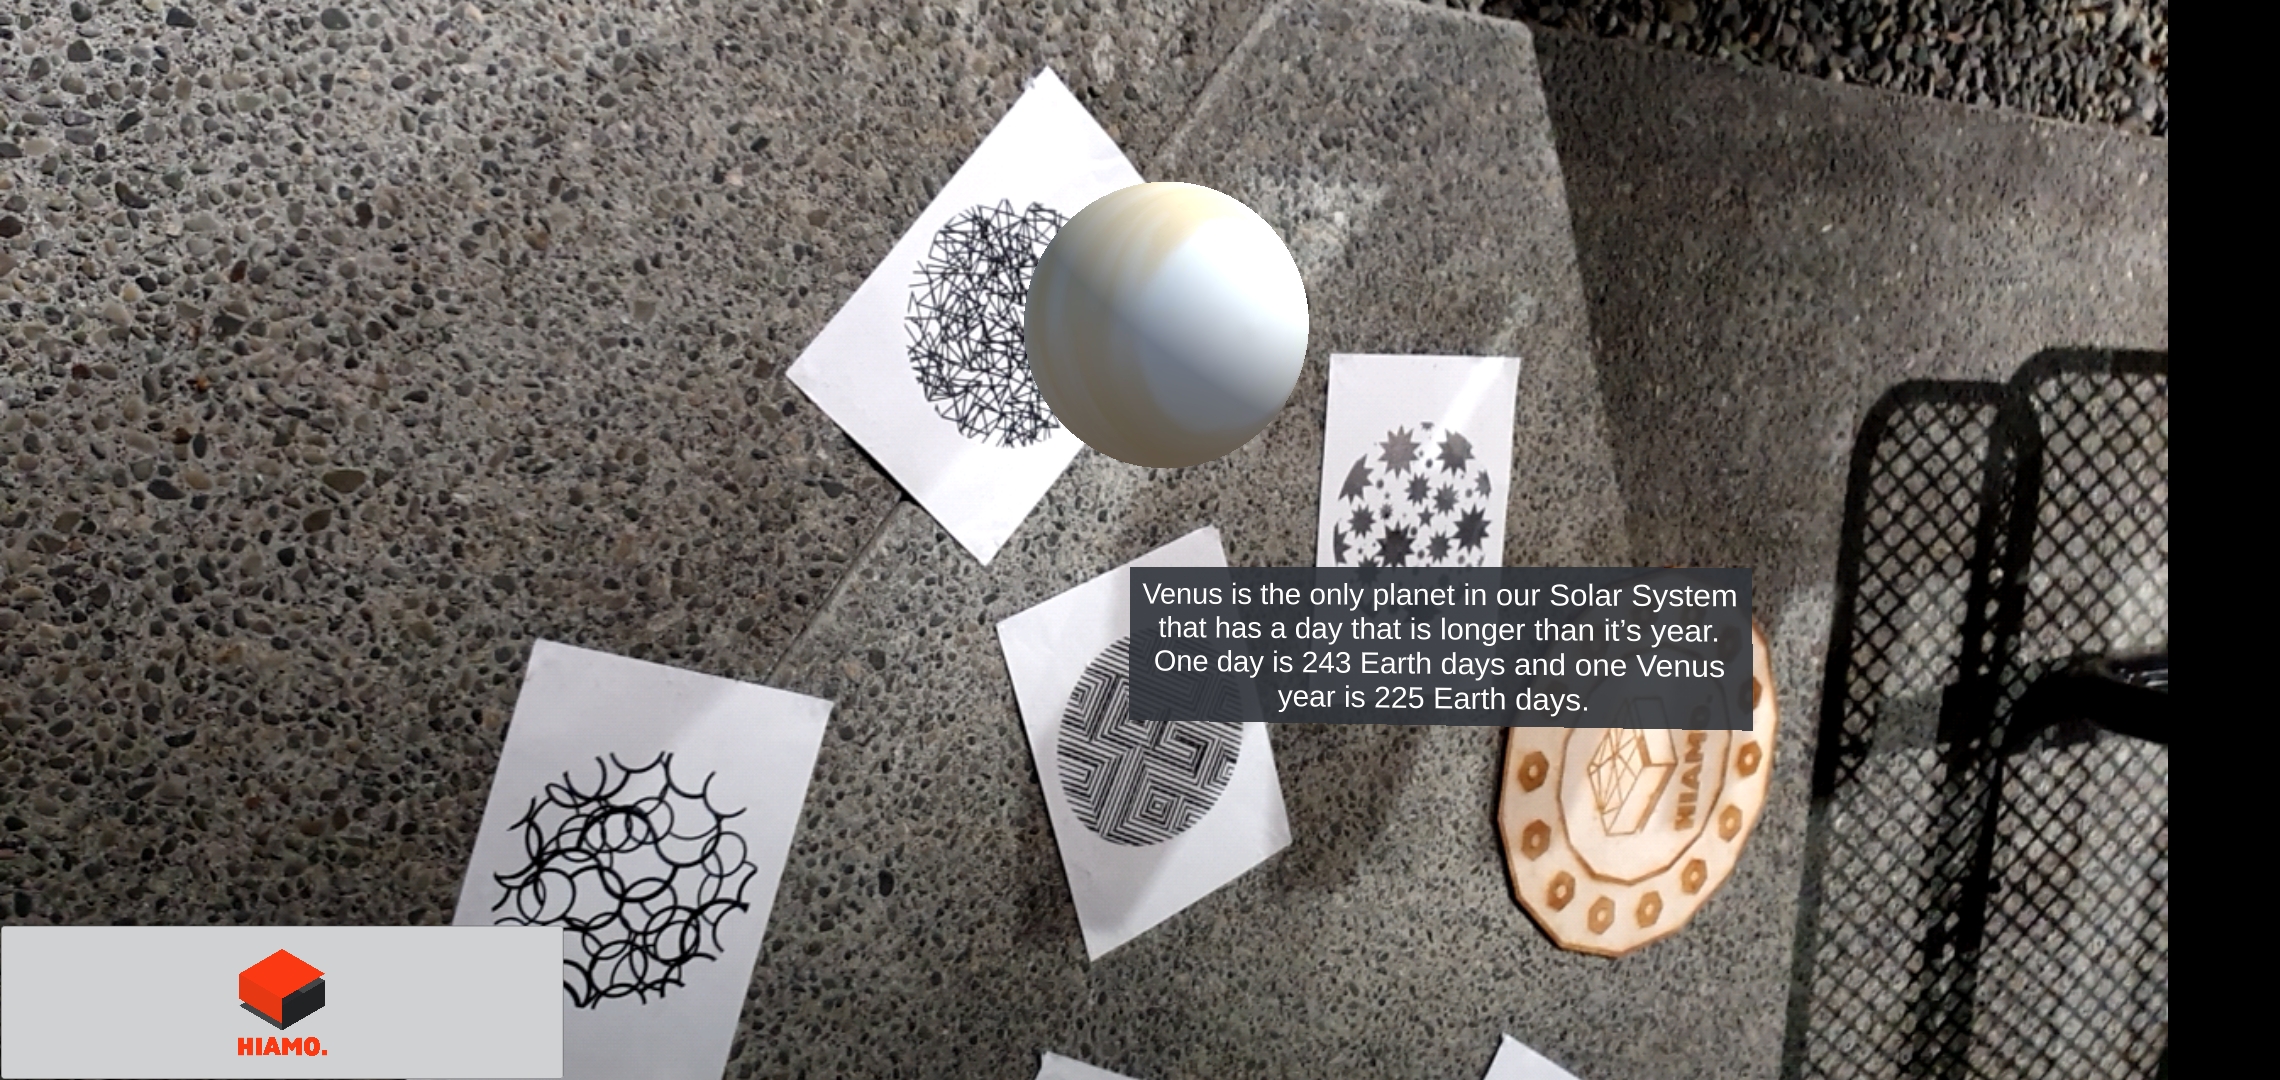 Venus is the only planet in our Solar System
that has a day that is longer than it’s year.
One day is 243 Earth days and one Venus
year is 225 Earth days.
HIAMO.
HIAMO.